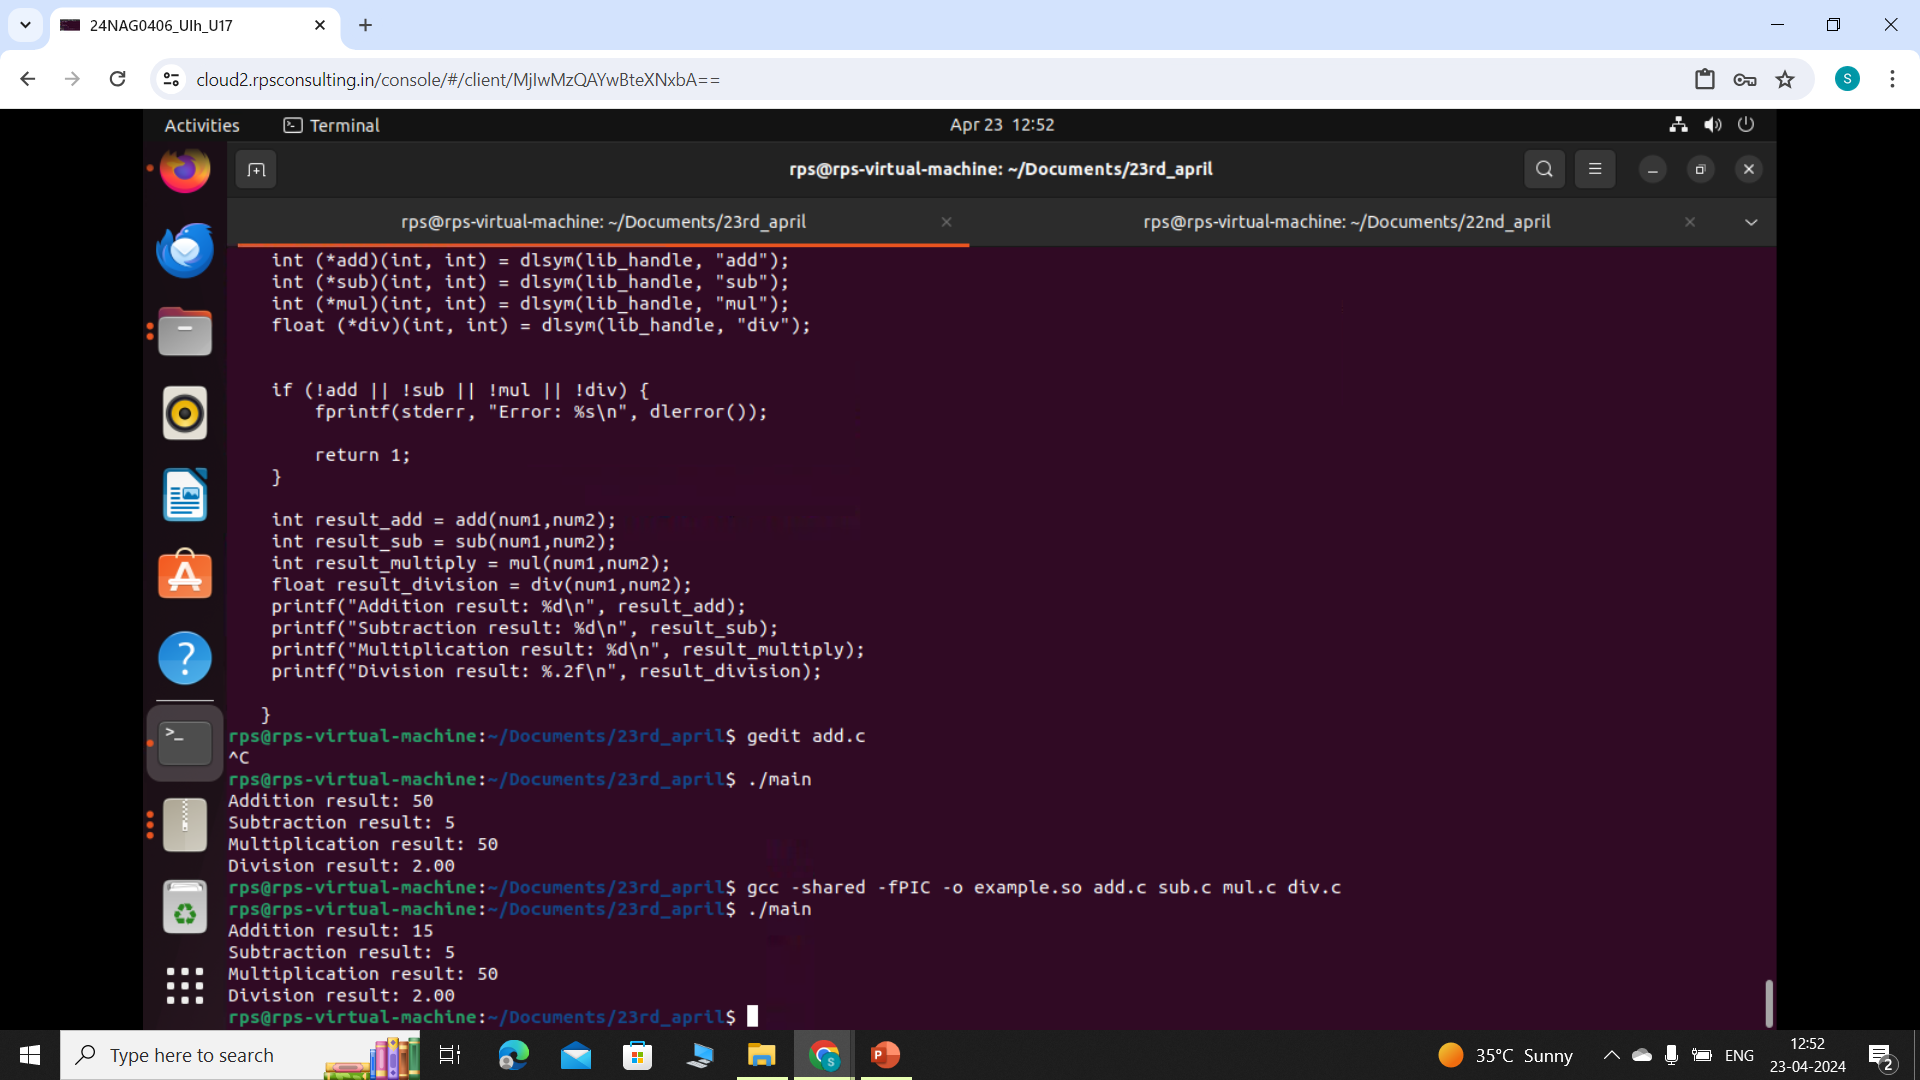 24NAG0406_Ulh_U17
cloud2.rpsconsulting.in/console/#/client/MjIwMzQAYwBteXNxbA==
S
Activities
Terminal
Apr 23 12:52
rps@rps-virtual-machine: ~/Documents/23rd_april
rps@rps-virtual-machine: ~/Documents/23rd_april
rps@rps-virtual-machine: ~/Documents/22nd_april
int (*add)(int, int) = dlsym(lib_handle, "add");
int (*sub)(int, int) = dlsym(lib_handle, "sub");
int (*mul)(int, int) = dlsym(lib_handle, "mul");
float (*div)(int, int) = dlsym(lib_handle, "div");
if (!add || !sub || !mul || !div) {
fprintf(stderr, "Error: %s\n", dlerror());
return 1;
}
int result_add = add(num1,num2);
int result_sub = sub(num1,num2);
int result_multiply = mul(num1,num2);
float result_division = div(num1,num2);
printf("Addition result: %d\n", result_add);
printf("Subtraction result: %d\n", result_sub);
printf("Multiplication result: %d\n", result_multiply);
printf("Division result: %.2f\n", result_division);
}
rps@rps-virtual-machine:~/Documents/23rd_april$ gedit add.c
^C
rps@rps-virtual-machine:~/Documents/23rd_april$ ./main
Addition result: 50
Subtraction result: 5
Multiplication result: 50
Division result: 2.00
rps@rps-virtual-machine:~/Documents/23rd_april$ gcc -shared -fPIC -o example.so add.c sub.c mul.c div.c
rps@rps-virtual-machine:~/Documents/23rd_april$ ./main
Addition result: 15
Subtraction result: 5
Multiplication result: 50
Division result: 2.00
rps@rps-virtual-machine:~/Documents/23rd_april$
Type here to search
35°C Sunny
ENG
12:52
23-04-2024
2